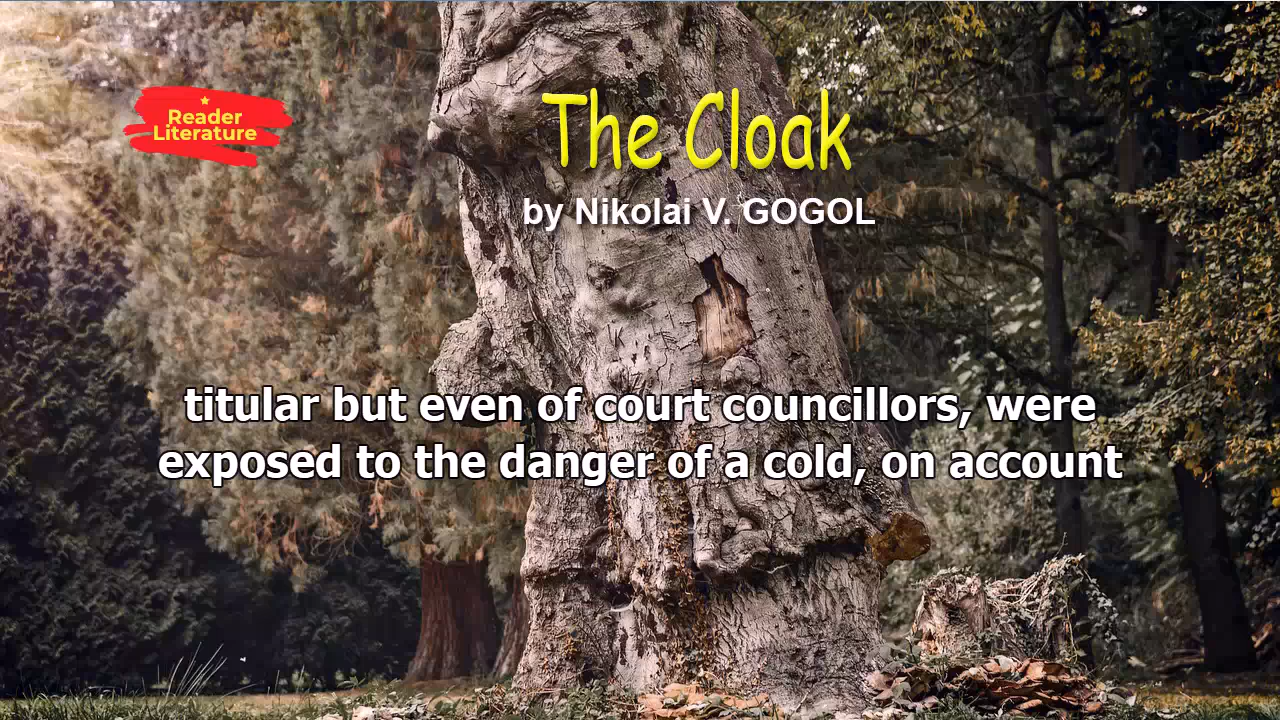 Reader
Literature
The Cloak
by Nikolai V. GOGOL
titular but even of court councillors, were
exposed to the danger of a cold, on account